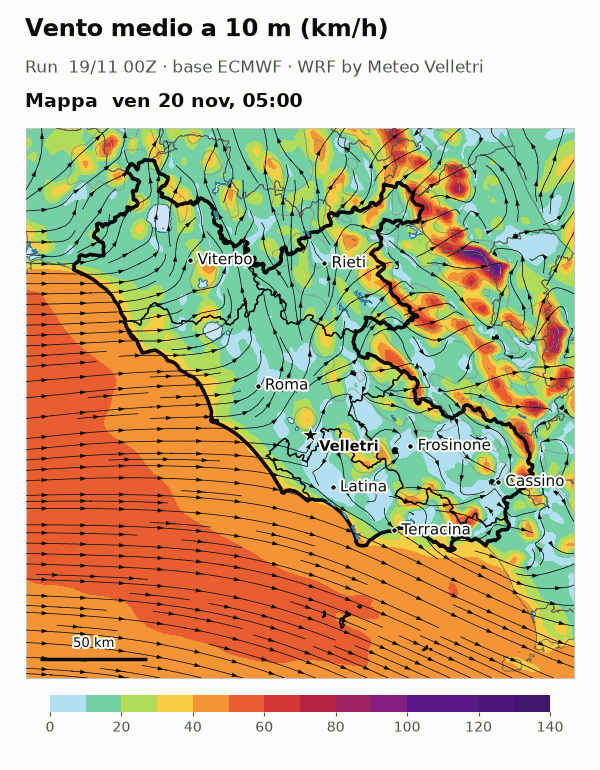 Vento medio a 10 m (km/h)
Run 19/11 00Z · base ECMWF · WRF by Meteo Velletri
Mappa ven 20 nov, 05:00
Viterbo
Rieti
Roma
Velletri
Frosinone
Cassino
Latina
Terracina
50 km
0 20 40 60 80 100 120 140